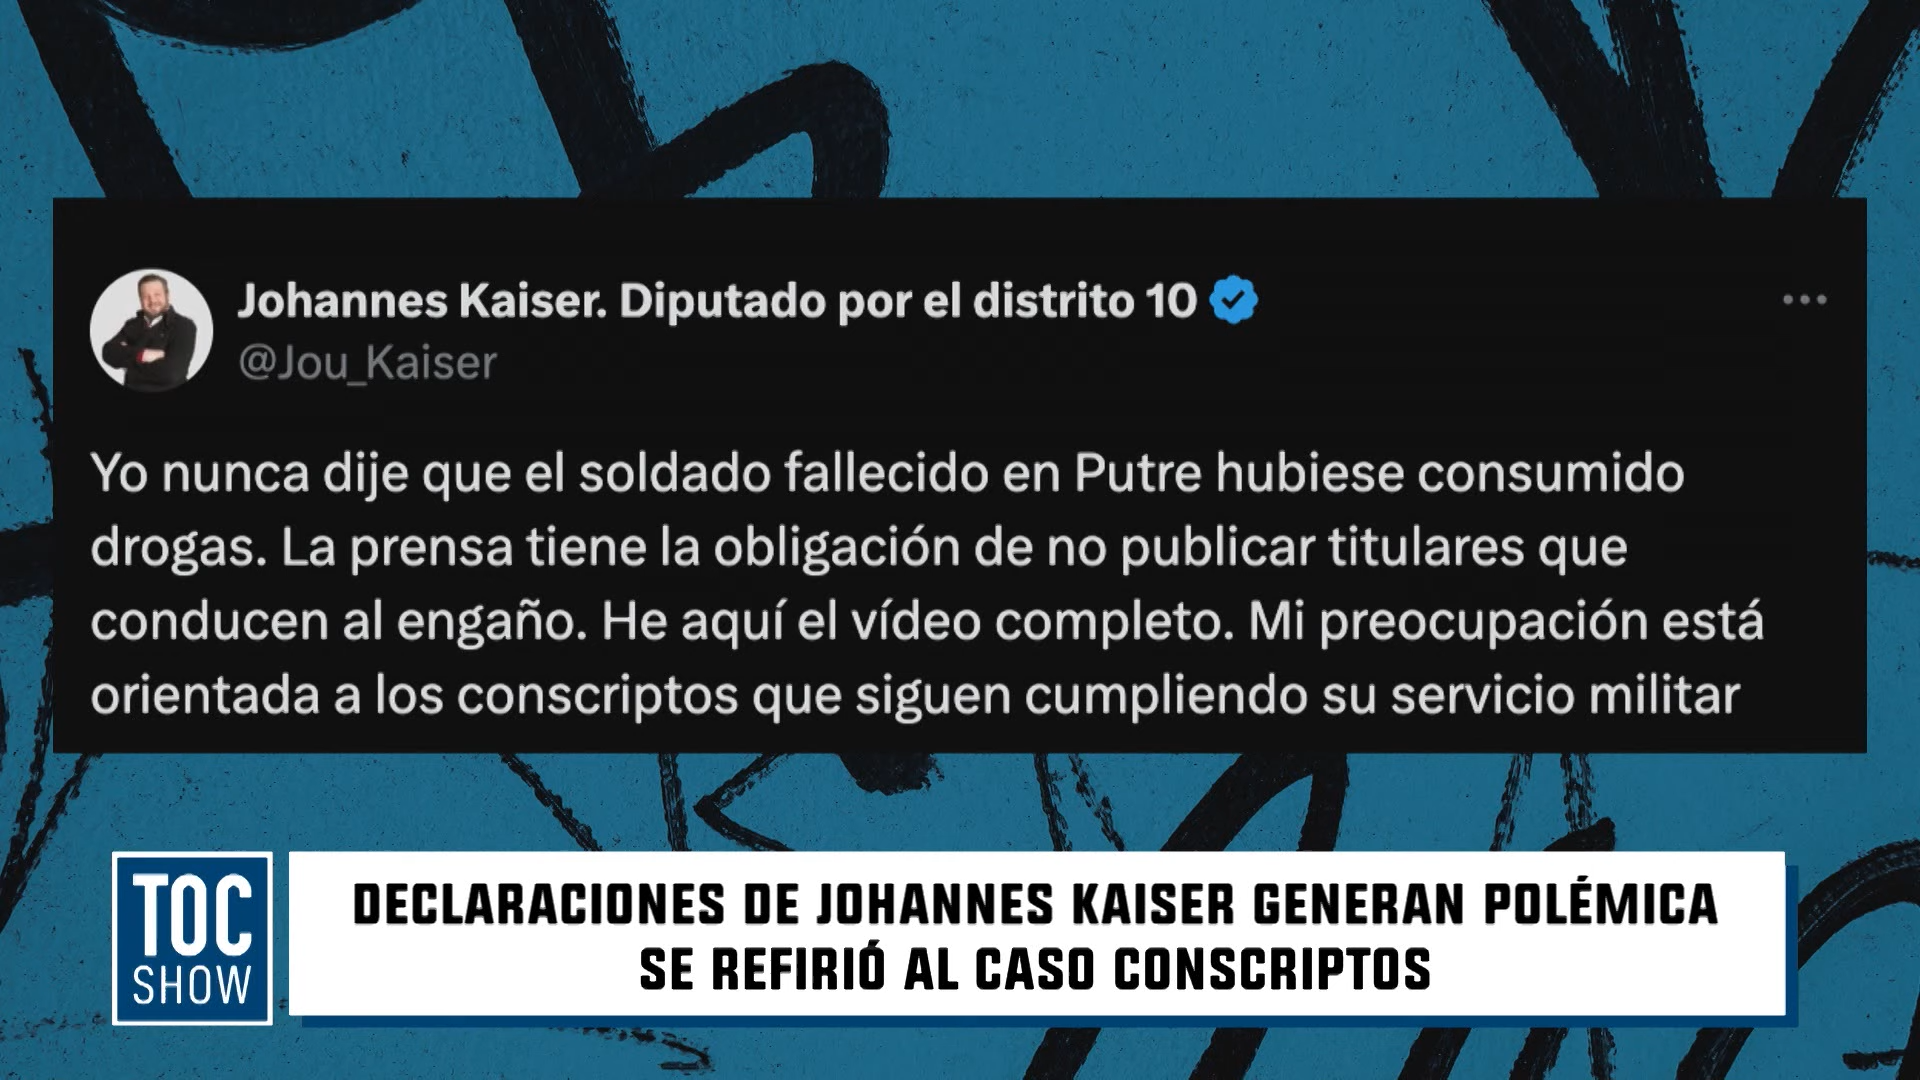 Johannes Kaiser. Diputado por el distrito 10
@Jou_Kaiser
Yo nunca dije que el soldado fallecido en Putre hubiese consumido
drogas. La prensa tiene la obligación de no publicar titulares que
conducen al engaño. He aquí el vídeo completo. Mi preocupación está
orientada a los conscriptos que siguen cumpliendo su servicio militar
TOC
SHOW
DECLARACIONES DE JOHANNES KAISER GENERAN POLÉMICA
SE REFIRIÓ AL CASO CONSCRIPTOS